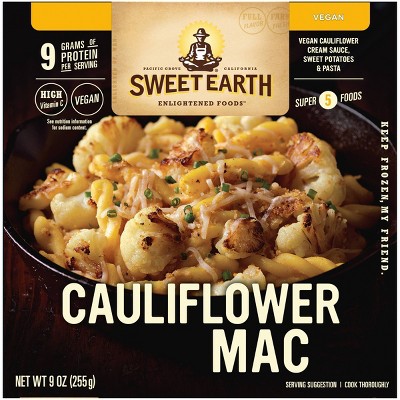 VEGAN
9 GRAMS OF
PROTEIN
PER SERVING
HIGH
Vitamin C
VEGAN
See nutrition information
for sodium content.
PACIFIC GROVE CALIFORNIA
SWEET EARTH
ENLIGHTENED FOODS™
VEGAN CAULIFLOWER
CREAM SAUCE,
SWEET POTATOES
& PASTA
SUPER 5 FOODS
KEEP FROZEN, MY FRIEND.
CAULIFLOWER
MAC
NET WT 9 OZ (255g)
SERVING SUGGESTION | COOK THOROUGHLY